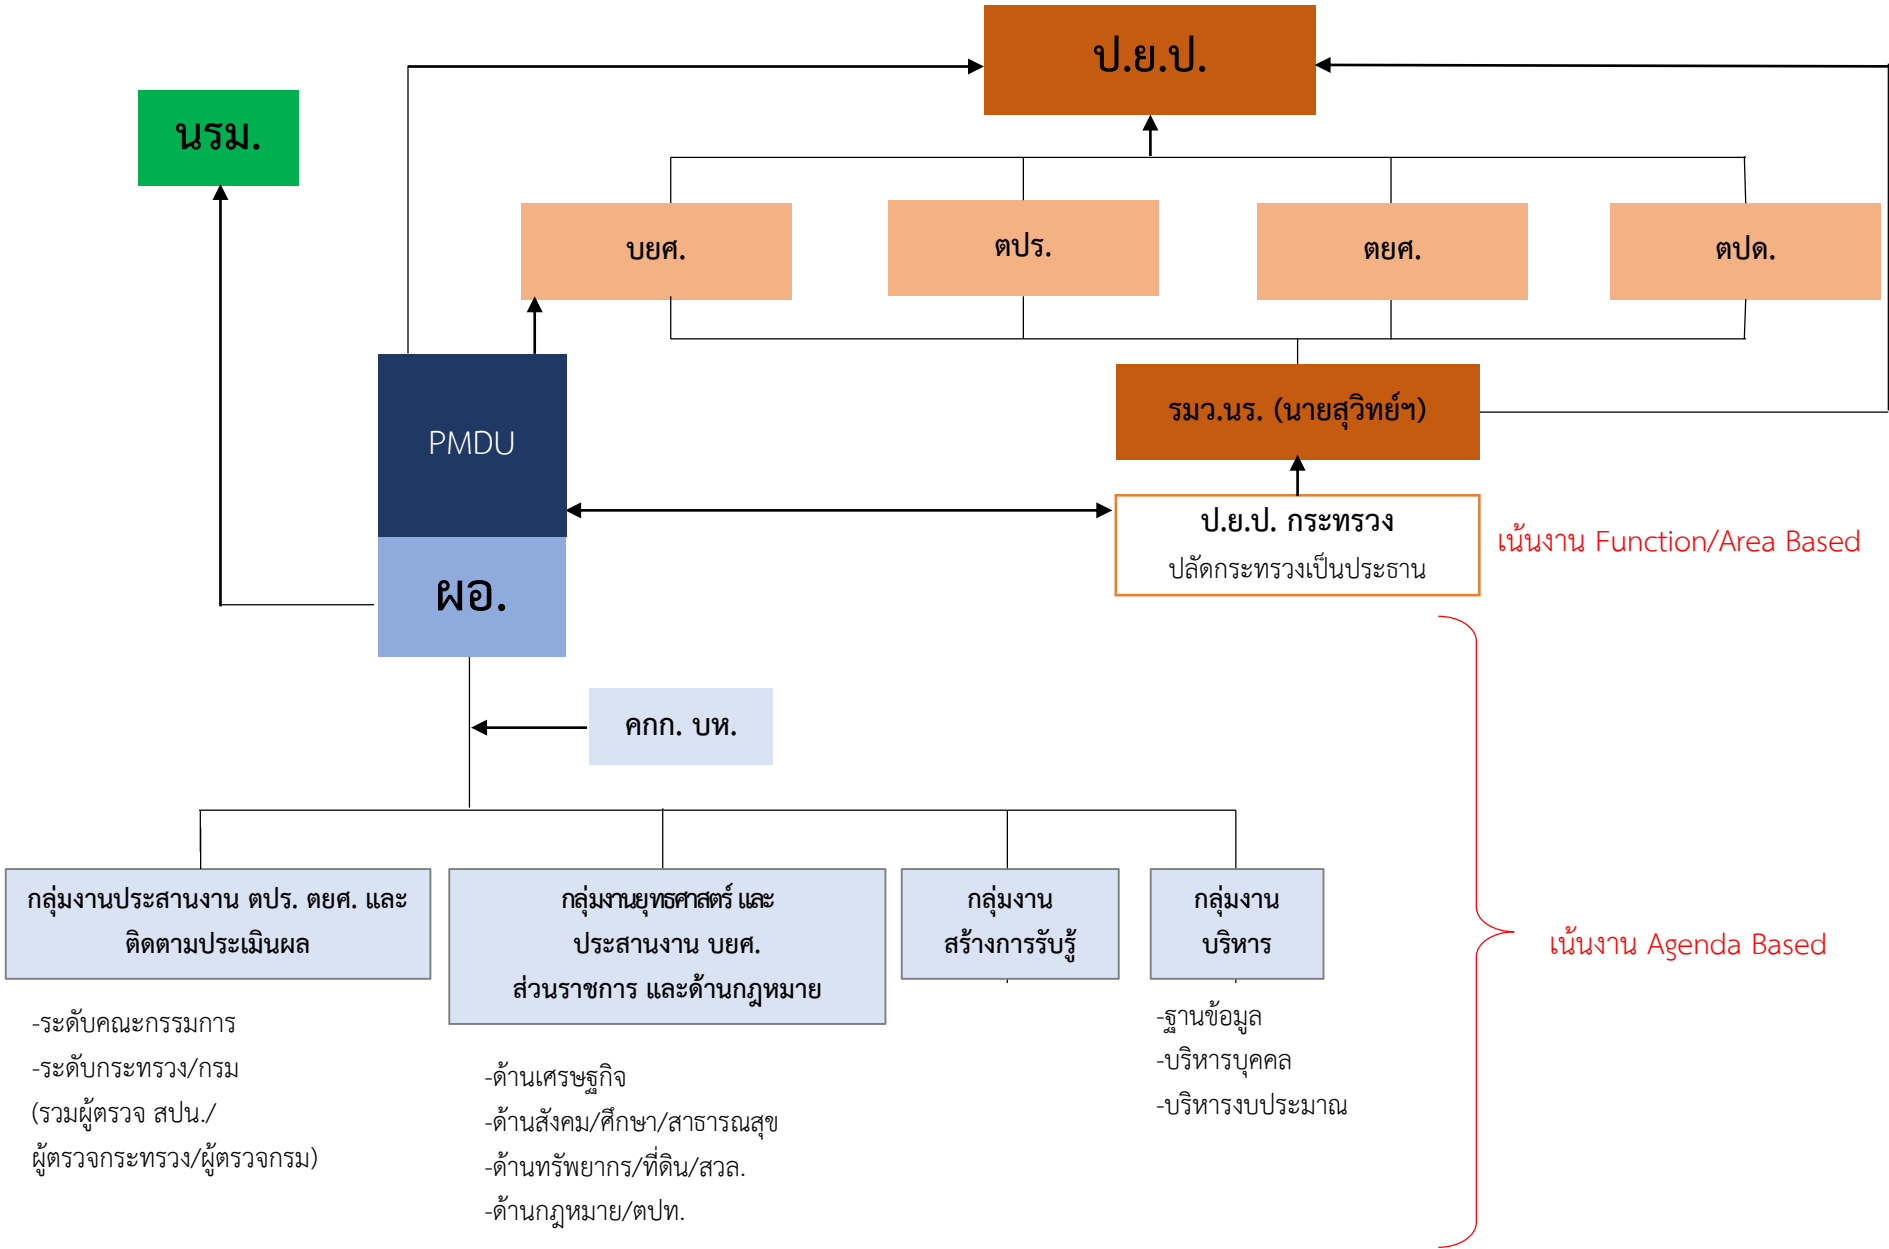 ป.ย.ป.
นรม.
บยศ.
ตปร.
ตยศ.
ตปด.
PMDU
รมว.นร. (นายสุวิทย์ฯ)
ป.ย.ป. กระทรวง
ปลัดกระทรวงเป็นประธาน
เน้นงาน Function/Area Based
ผอ.
คกก. บห.
กลุ่มงานประสานงาน ตปร. ตยศ. และ
ติดตามประเมินผล
กลุ่มงานยุทธศาสตร์ และ
ประสานงาน บยศ.
ส่วนราชการ และด้านกฎหมาย
กลุ่มงาน
สร้างการรับรู้
กลุ่มงาน
บริหาร
เน้นงาน Agenda Based
-ระดับคณะกรรมการ
-ระดับกระทรวง/กรม
(รวมผู้ตรวจ สปน./
ผู้ตรวจกระทรวง/ผู้ตรวจกรม)
-ด้านเศรษฐกิจ
-ด้านสังคม/ศึกษา/สาธารณสุข
-ด้านทรัพยากร/ที่ดิน/สวล.
-ด้านกฎหมาย/ตปท.
-ฐานข้อมูล
-บริหารบุคคล
-บริหารงบประมาณ